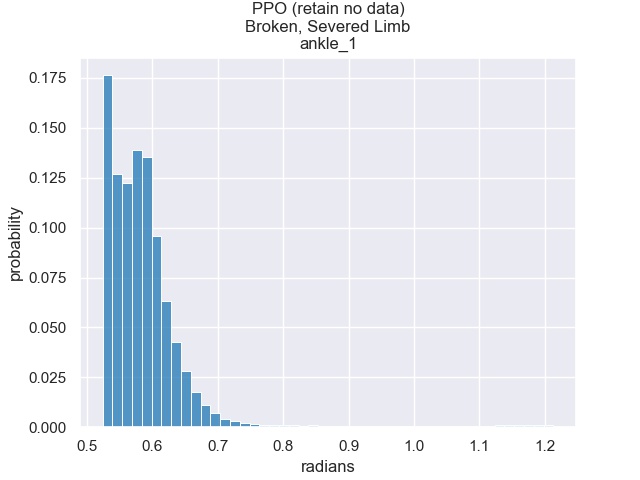 PPO (retain no data)
Broken, Severed Limb
ankle_1
0.175
0.150
0.125
0.100
0.075
0.050
0.025
0.000
probability
0.5 0.6 0.7 0.8 0.9 1.0 1.1 1.2
radians